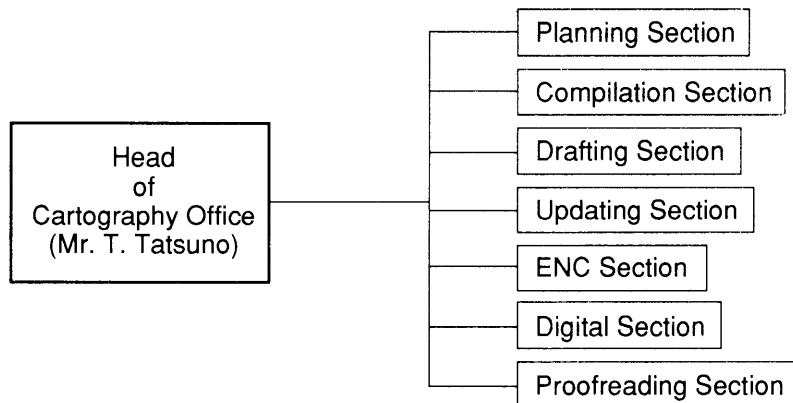 Head
of
Cartography Office
(Mr. T. Tatsuno)
Planning Section
Compilation Section
Drafting Section
Updating Section
ENC Section
Digital Section
Proofreading Section